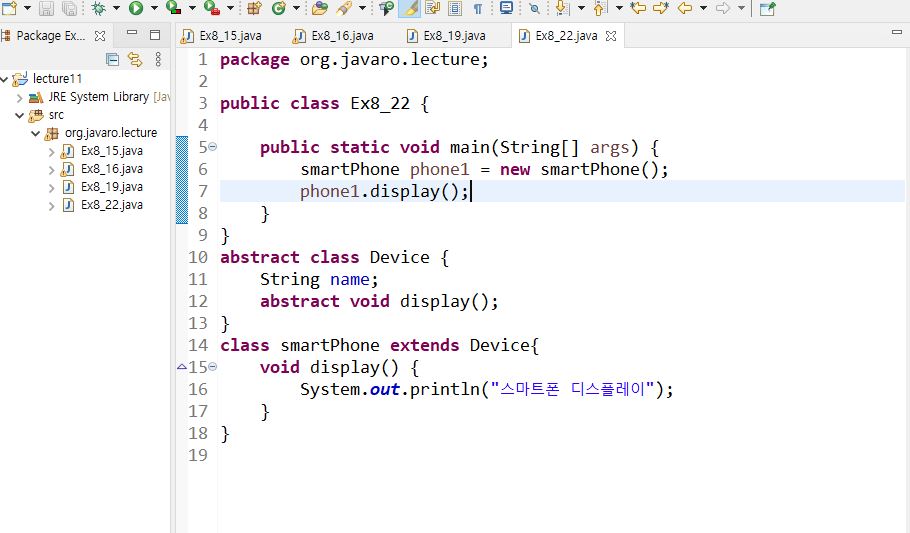 Package Ex...
Ex8_15.java
Ex8_16.java
Ex8_19.java
Ex8_22.java
lecture11
JRE System Library [Jav
src
org.javaro.lecture
Ex8_15.java
Ex8_16.java
Ex8_19.java
Ex8_22.java
1 package org.javaro.lecture;
2
3 public class Ex8_22 {
4
5 public static void main(String[] args) {
6 smartPhone phone1 = new smartPhone();
7 phone1.display();
8 }
9 }
10 abstract class Device {
11 String name;
12 abstract void display();
13 }
14 class smartPhone extends Device{
15 void display() {
16 System.out.println("스마트폰 디스플레이");
17 }
18 }
19